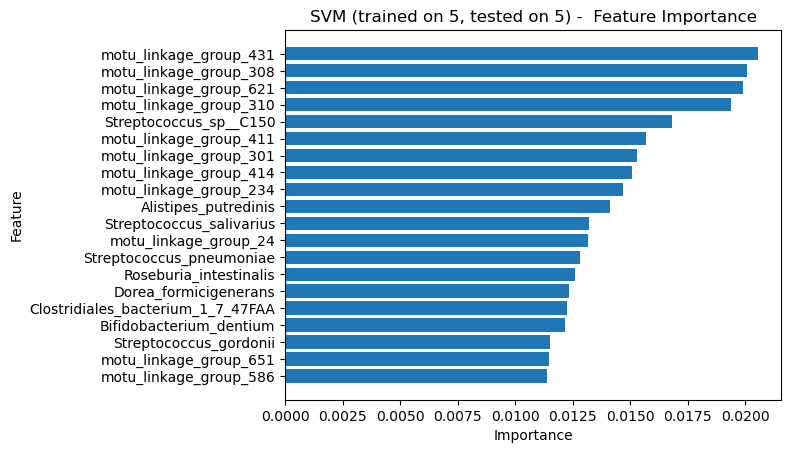 SVM (trained on 5, tested on 5) -  Feature Importance
motu_linkage_group_431
motu_linkage_group_308
motu_linkage_group_621
motu_linkage_group_310
Streptococcus_sp__C150
motu_linkage_group_411
motu_linkage_group_301
motu_linkage_group_414
motu_linkage_group_234
Alistipes_putredinis
Streptococcus_salivarius
motu_linkage_group_24
Streptococcus_pneumoniae
Roseburia_intestinalis
Dorea_formicigenerans
Clostridiales_bacterium_1_7_47FAA
Bifidobacterium_dentium
Streptococcus_gordonii
motu_linkage_group_651
motu_linkage_group_586
Feature
0.0000 0.0025 0.0050 0.0075 0.0100 0.0125 0.0150 0.0175 0.0200
Importance